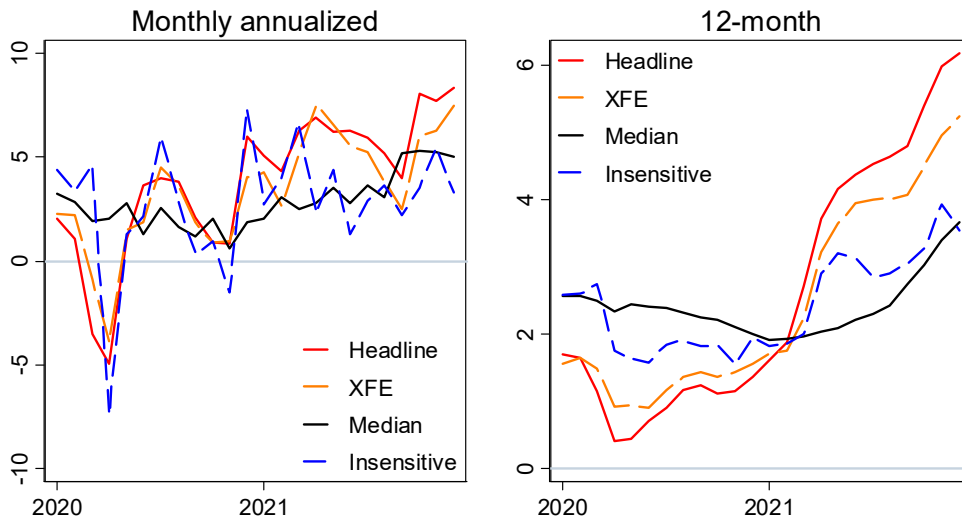 Monthly annualized
10
5
0
-5
-10
2020
2021
Headline
XFE
Median
Insensitive
12-month
6
4
2
0
2020
2021
Headline
XFE
Median
Insensitive